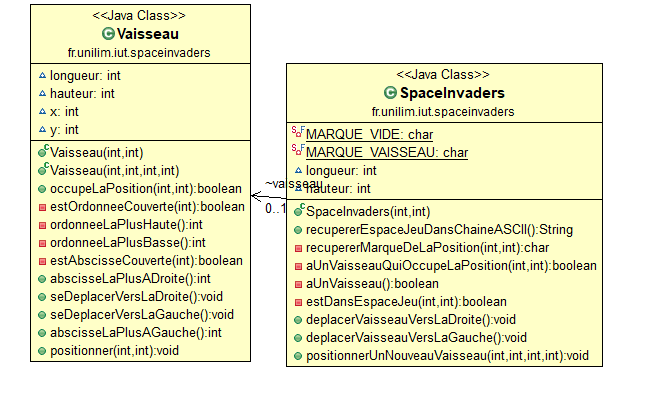 <<Java Class>>
Vaisseau
fr.unilim.iut.spaceinvaders
longueur: int
hauteur: int
x: int
y: int
Vaisseau(int,int)
Vaisseau(int,int,int,int)
occupeLaPosition(int,int):boolean
estOrdonneeCouverte(int):boolean
ordonneeLaPlusHaute():int
ordonneeLaPlusBasse():int
estAbscisseCouverte(int):boolean
abscisseLaPlusADroite():int
seDeplacerVersLaDroite():void
seDeplacerVersLaGauche():void
abscisseLaPlusAGauche():int
positionner(int,int):void
~vaisseau
0..1
<<Java Class>>
SpaceInvaders
fr.unilim.iut.spaceinvaders
MARQUE_VIDE: char
MARQUE_VAISSEAU: char
longueur: int
hauteur: int
SpaceInvaders(int,int)
recupererEspaceJeuDansChaineASCII():String
recupererMarqueDeLaPosition(int,int):char
aUnVaisseauQuiOccupeLaPosition(int,int):boolean
aUnVaisseau():boolean
estDansEspaceJeu(int,int):boolean
deplacerVaisseauVersLaDroite():void
deplacerVaisseauVersLaGauche():void
positionnerUnNouveauVaisseau(int,int,int,int):void